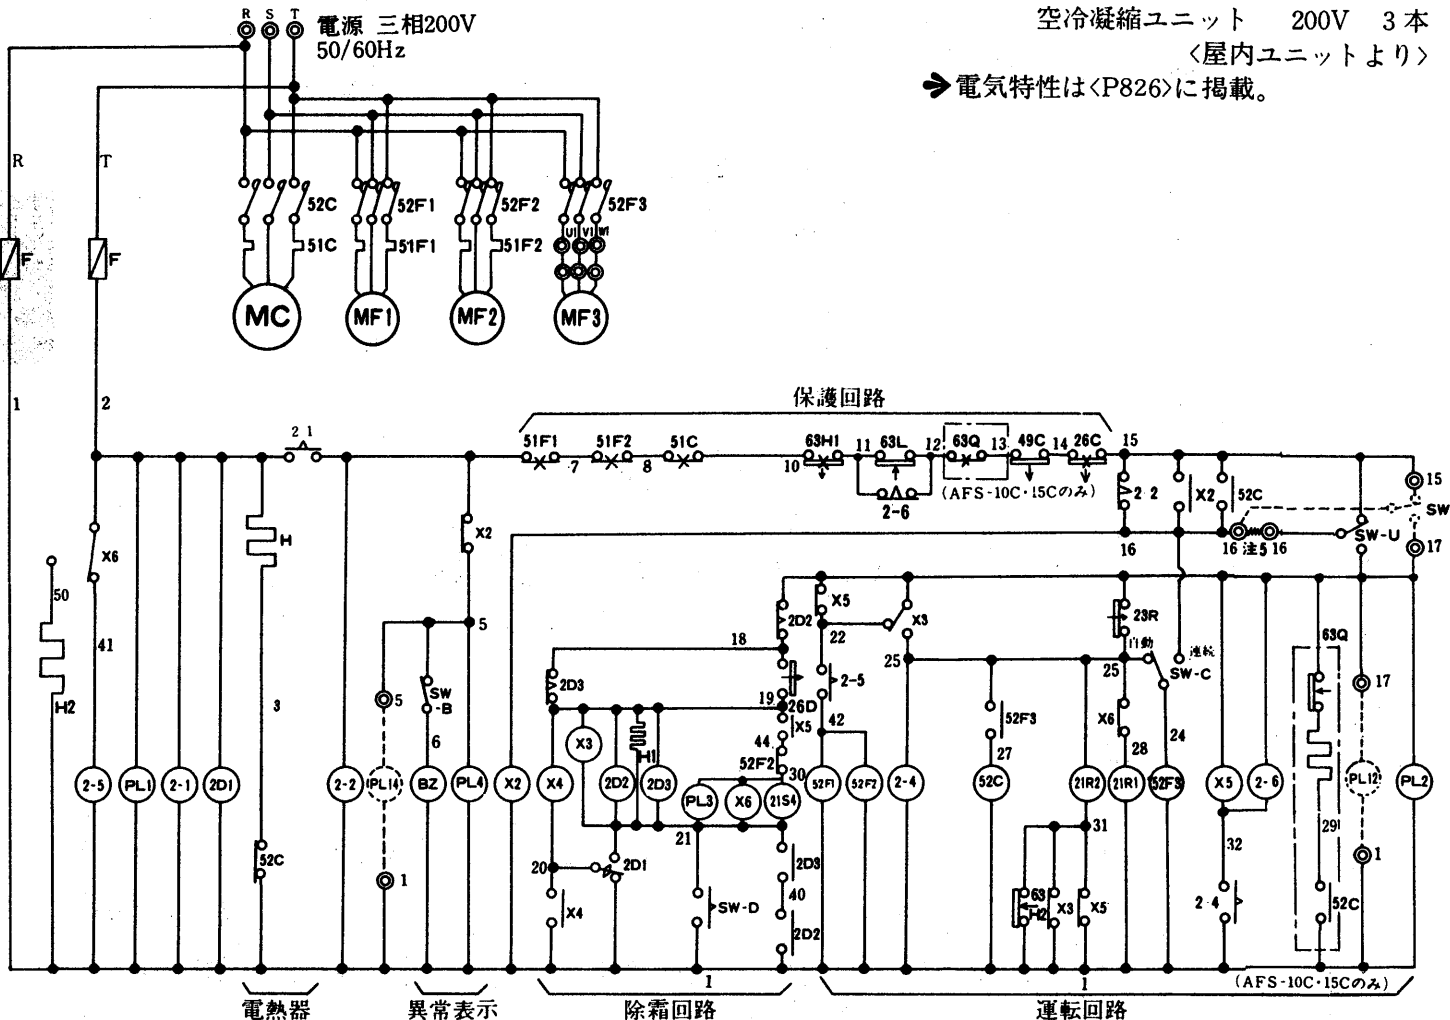 R S T
電源 三相200V
50/60Hz
空冷凝縮ユニット 200V 3本
〈屋内ユニットより〉
電気特性は〈P826〉に掲載。
R
T
52C
52F1
52F2
52F3
U1 V1 W1
51C
51F1
51F2
F
F
MC
MF1
MF2
MF3
1
2
保護回路
2 1
51F1
7
51F2
8
51C
10
63H1
11
63L
12
63Q
13
49C
14
26C
15
2-6
(AFS-10C・15Cのみ)
2 2
X2
52C
15
SW
SW-U
16
16
注5
16
17
X6
H
X2
50
41
3
H2
5
5
SW
-B
6
18
2D2
X5
22
X3
23R
自動
運転
SW-C
63Q
2D3
19
26D
2-5
25
25
17
X3
H1
X5
44
42
52F3
27
X6
28
24
52F2
30
2-5
PL1
2-1
2D1
2-2
PL14
BZ
PL4
X2
X4
2D2
2D3
PL3
X6
21S4
52F1
52F2
2-4
52C
21R2
21R1
52F3
X5
2-6
PL12
PL2
21
31
32
29
52C
1
20
2D1
2D3
40
1
X4
SW-D
2D2
63
H2
X3
X5
2-4
52C
1
1
(AFS-10C・15Cのみ)
電熱器
異常表示
除霜回路
運転回路